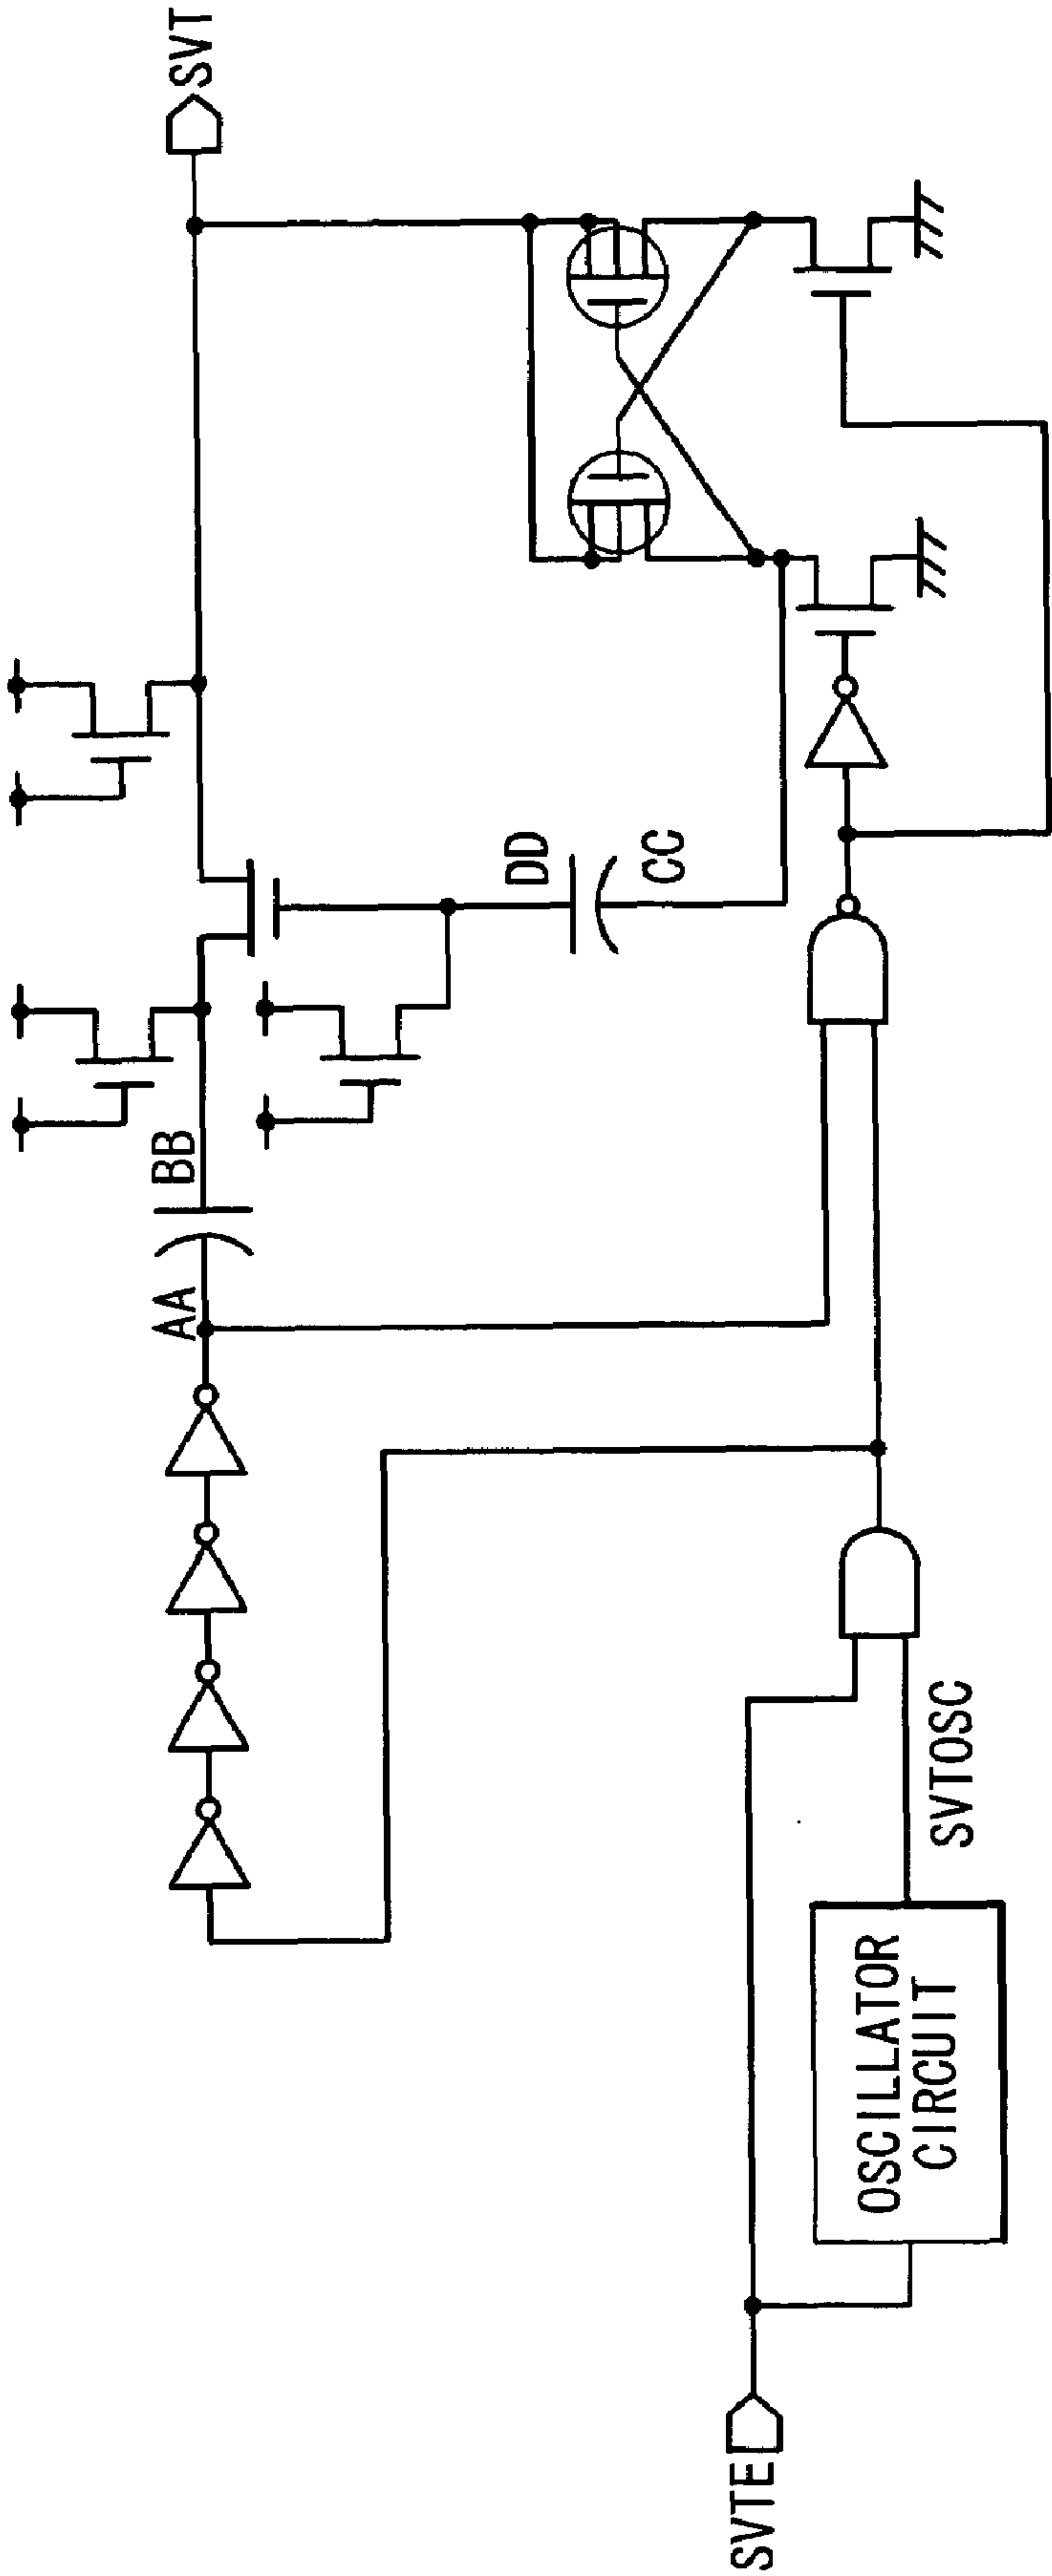 SVT
BB
AA
DD
CC
SVTOSC
OSCILLATOR
CIRCUIT
SVTE